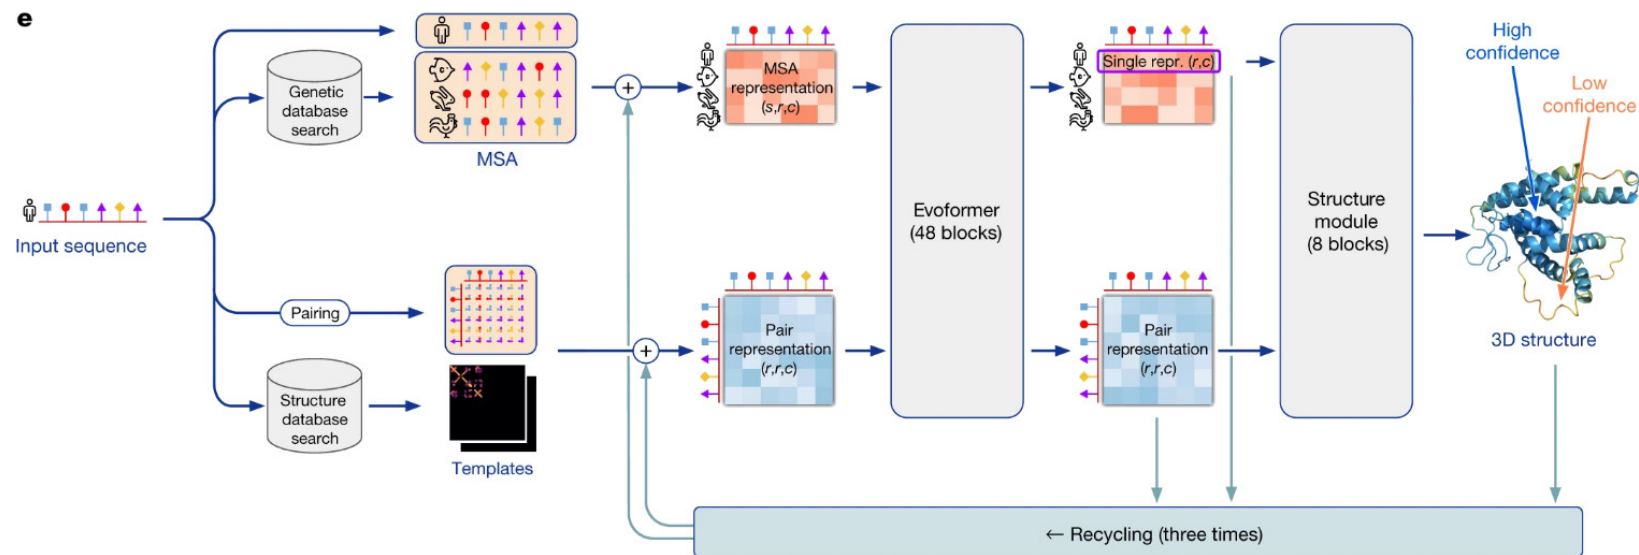 e
Input sequence
Genetic
database
search
MSA
Pairing
Structure
database
search
Templates
+
+
MSA
representation
(s,r,c)
Pair
representation
(r,r,c)
Evoformer
(48 blocks)
Single repr. (r,c)
Pair
representation
(r,r,c)
Structure
module
(8 blocks)
High
confidence
Low
confidence
3D structure
← Recycling (three times)